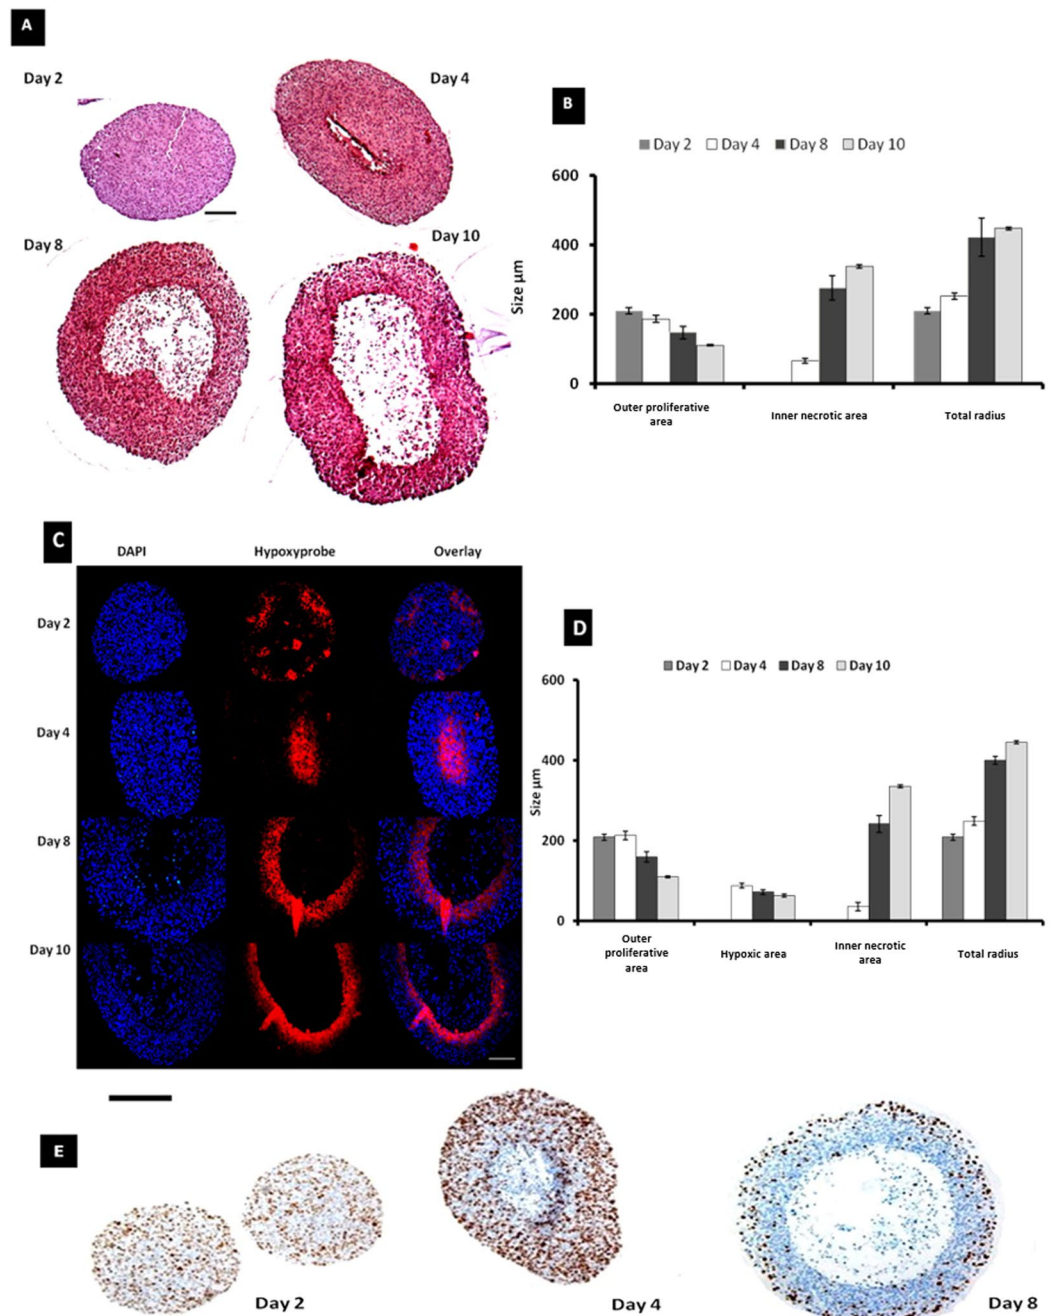 A
Day 2
Day 4
Day 8
Day 10
B
Day 2 Day 4 Day 8 Day 10
600
400
200
0
Size µm
Outer proliferative
area
Inner necrotic area
Total radius
C
DAPI Hypoxyprobe Overlay
Day 2
Day 4
Day 8
Day 10
D
Day 2 Day 4 Day 8 Day 10
600
400
200
0
Size µm
Outer
proliferative
area
Hypoxic area
Inner necrotic
area
Total radius
E
Day 2
Day 4
Day 8